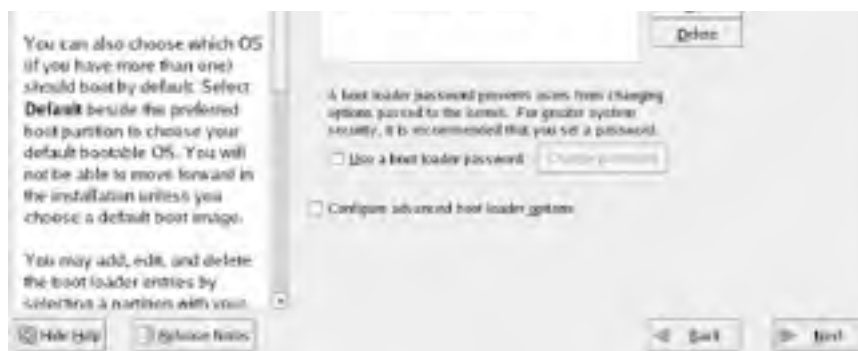 You can also choose which OS
(if you have more than one)
should boot by default. Select
Default beside the preferred
boot partition to choose your
default bootable OS. You will
not be able to move forward in
the installation unless you
choose a default boot image.
You may add, edit, and delete
the boot loader entries by
selecting a partition with your
Delete
A boot loader password prevents users from changing
options passed to the kernel. For greater system
security, it is recommended that you set a password.
Use a boot loader password
Change password
Configure advanced boot loader options
Hide Help
Release Notes
Back
Next